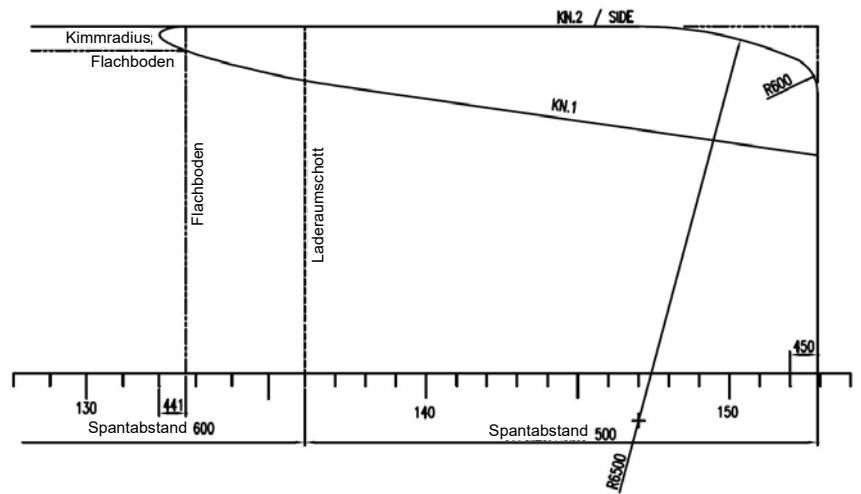 KN.2 / SIDE
Kimmradius;
Flachboden
R600
KN.1
Flachboden
Laderaumschott
450
130
441
140
150
Spantabstand 600
Spantabstand 500
R6500